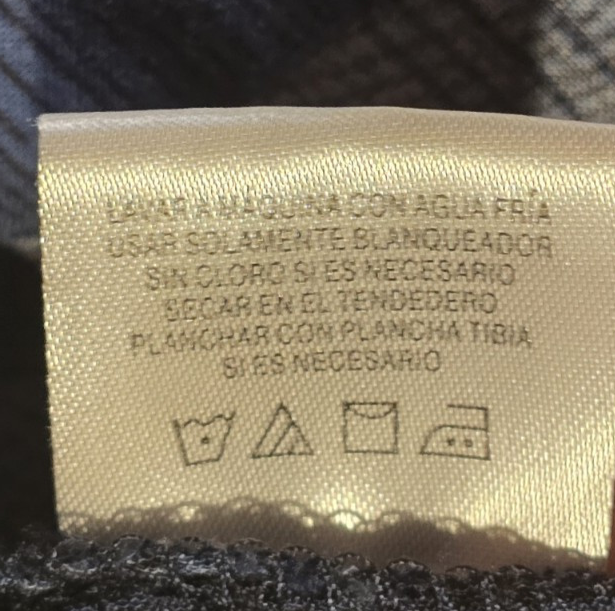 LAVAR A MÁQUINA CON AGUA FRÍA
USAR SOLAMENTE BLANQUEADOR
SIN CLORO SI ES NECESARIO
SECAR EN EL TENDEDERO
PLANCHAR CON PLANCHA TIBIA
SI ES NECESARIO